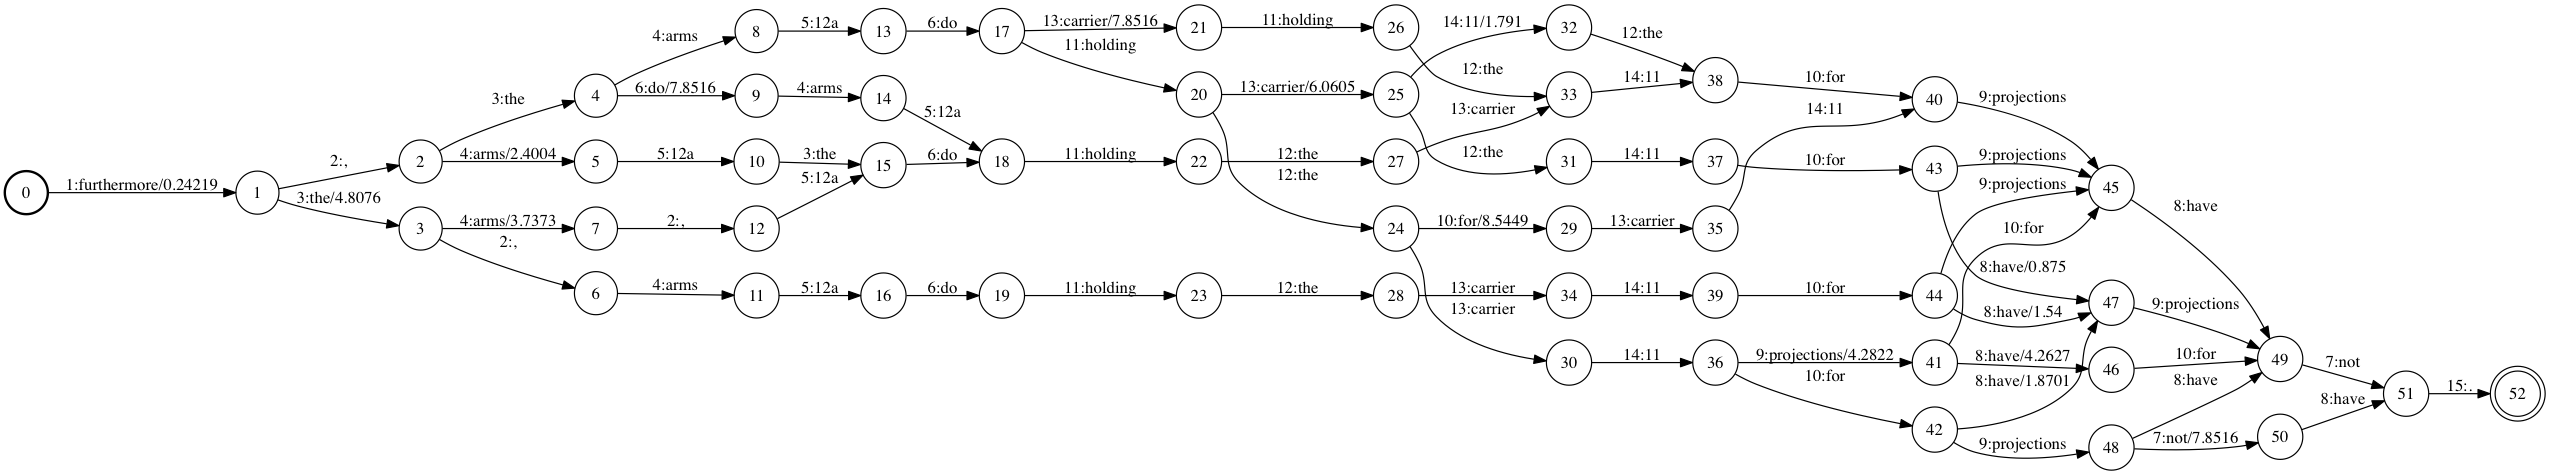 0 1:furthermore/0.24219 1
2:, 2
3:the/4.8076 3
3:the 4
4:arms/2.4004 5
4:arms/3.7373 7
2:, 6
4:arms 8
6:do/7.8516 9
5:12a 10
2:, 12
4:arms 11
5:12a 13
4:arms 14
3:the 15
5:12a
5:12a 16
6:do 17
5:12a 18
6:do
6:do 19
13:carrier/7.8516 21
11:holding 20
11:holding 22
11:holding 23
11:holding 26
13:carrier/6.0605 25
12:the 27
12:the 24
12:the 28
14:11/1.791 32
12:the 33
13:carrier
12:the 31
10:for/8.5449 29
13:carrier 34
13:carrier 30
12:the 38
14:11
14:11 37
13:carrier 35
14:11 39
14:11 36
10:for 40
14:11
10:for 43
10:for 44
9:projections/4.2822 41
10:for 42
9:projections 45
9:projections
9:projections
10:for
8:have/0.875 47
8:have/1.54
8:have/4.2627 46
8:have/1.8701
9:projections 48
8:have 49
9:projections
10:for
8:have
7:not/7.8516 50
7:not 51
8:have
15:. 52